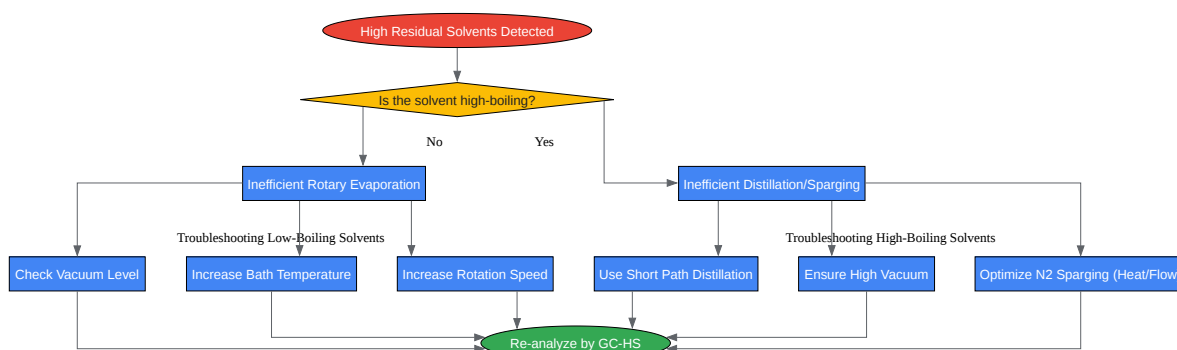 High Residual Solvents Detected
Is the solvent high-boiling?
No
Yes
Inefficient Rotary Evaporation
Inefficient Distillation/Sparging
Troubleshooting Low-Boiling Solvents
Troubleshooting High-Boiling Solvents
Check Vacuum Level
Increase Bath Temperature
Increase Rotation Speed
Use Short Path Distillation
Ensure High Vacuum
Optimize N2 Sparging (Heat/Flow
Re-analyze by GC-HS